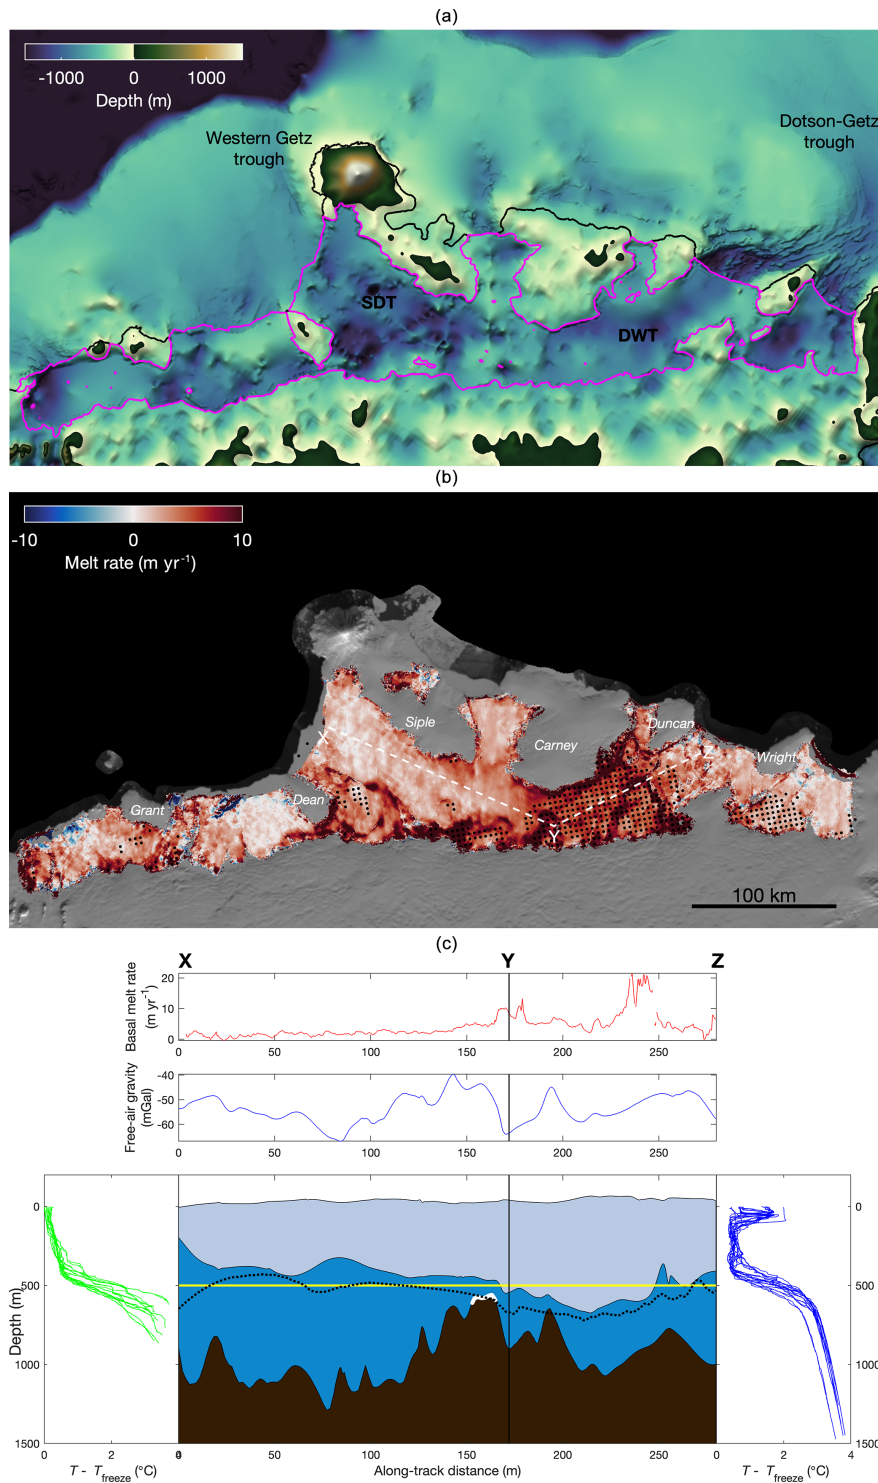 (a)
-1000 0 1000
Depth (m)
Western Getz
trough
Dotson-Getz
trough
SDT
DWT
(b)
-10 0 10
Melt rate (m yr-1)
Siple
X
Carney
Duncan
Z
Wright
Grant
Dean
Y
100 km
(c)
X Y Z
Basal melt rate
(m yr-1)
20
10
0
0 50 100 150 200 250
Free-air gravity
(mGal)
-40
-50
-60
0 50 100 150 200 250
Depth (m)
0
500
1000
1500
0
500
1000
1500
0 2
T - Tfreeze (°C)
0 50 100 150 200 250
Along-track distance (m)
0 2 4
T - Tfreeze (°C)